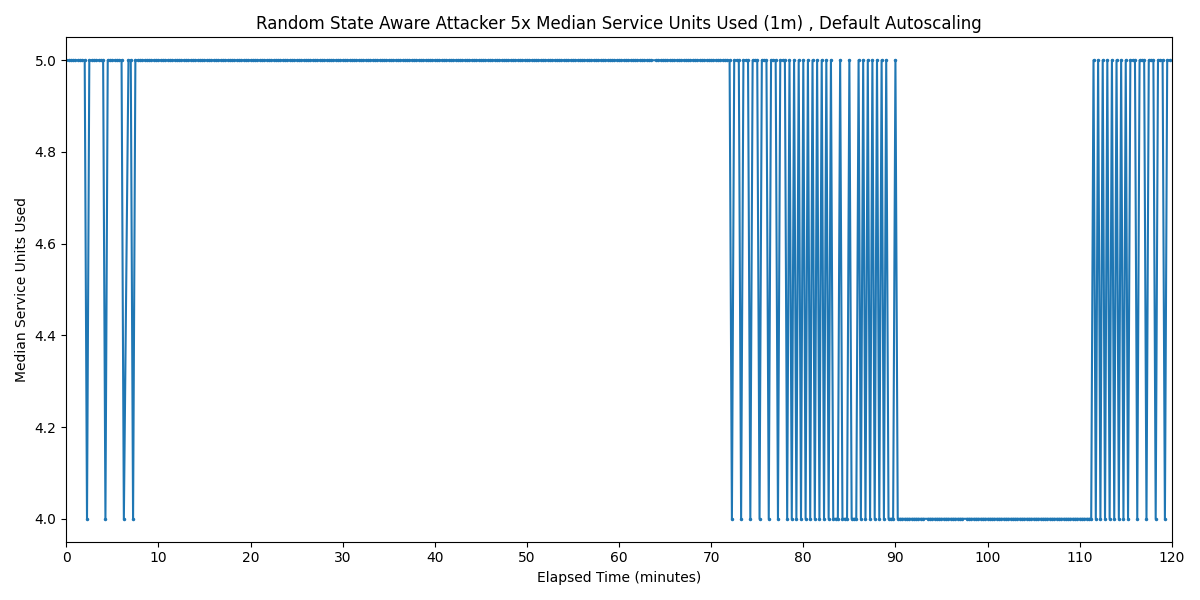 Random State Aware Attacker 5x Median Service Units Used (1m) , Default Autoscaling
Median Service Units Used
5.0
4.8
4.6
4.4
4.2
4.0
0 10 20 30 40 50 60 70 80 90 100 110 120
Elapsed Time (minutes)